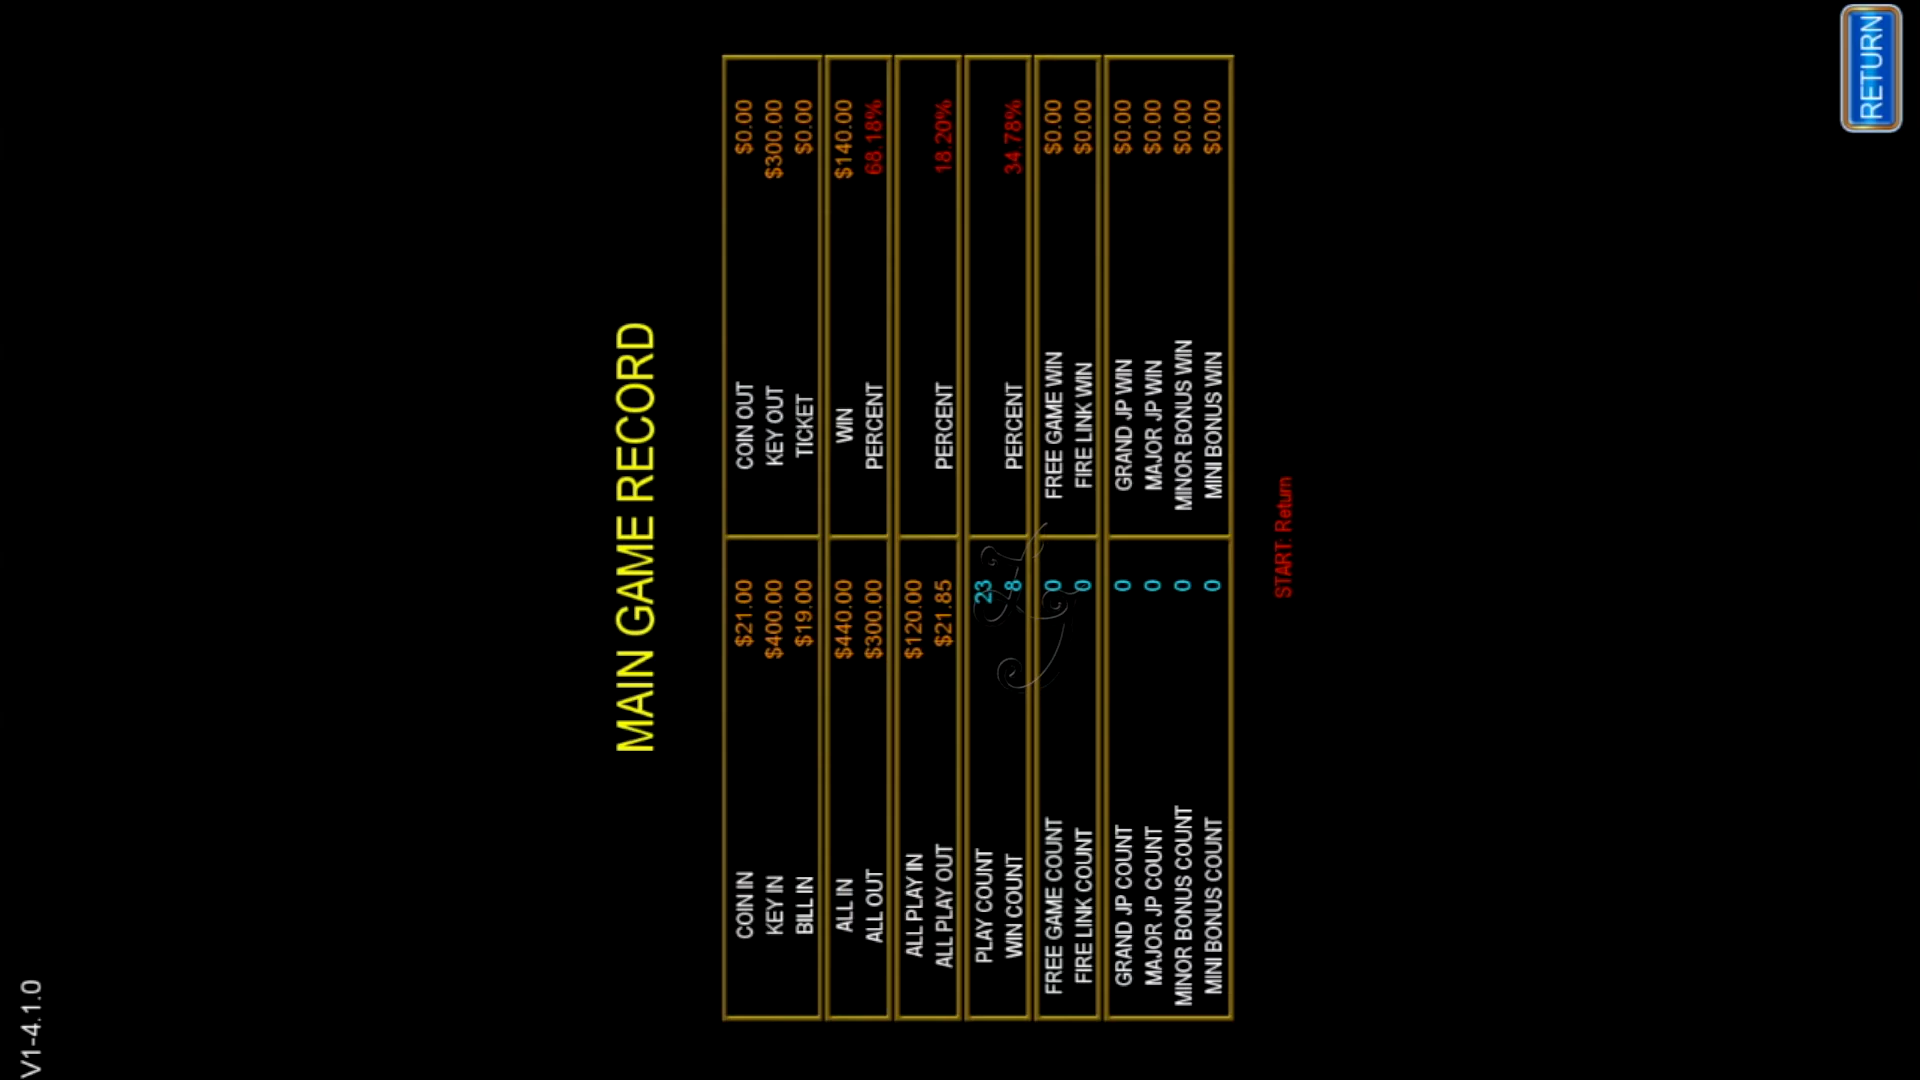 RETURN
MAIN GAME RECORD
COIN IN $21.00 COIN OUT $0.00
KEY IN $400.00 KEY OUT $300.00
BILL IN $19.00 TICKET $0.00
ALL IN $440.00 WIN $140.00
ALL OUT $300.00 PERCENT 68.18%
ALL PLAY IN $120.00
ALL PLAY OUT $21.85 PERCENT 18.20%
PLAY COUNT 23
WIN COUNT 8 PERCENT 34.78%
FREE GAME COUNT 0 FREE GAME WIN $0.00
FIRE LINK COUNT 0 FIRE LINK WIN $0.00
GRAND JP COUNT 0 GRAND JP WIN $0.00
MAJOR JP COUNT 0 MAJOR JP WIN $0.00
MINOR BONUS COUNT 0 MINOR BONUS WIN $0.00
MINI BONUS COUNT 0 MINI BONUS WIN $0.00
START: Return
V1-4.1.0